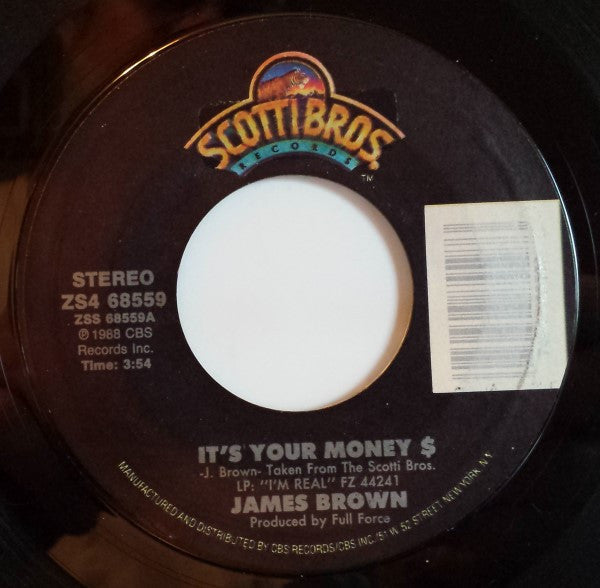 SCOTTI BROS.
RECORDS
TM
STEREO
ZS4 68559
ZSS 68559A
℗ 1988 CBS
Records Inc.
Time: 3:54
IT'S YOUR MONEY $
-J. Brown- Taken From The Scotti Bros.
LP: "I'M REAL" FZ 44241
JAMES BROWN
Produced by Full Force
MANUFACTURED AND DISTRIBUTED BY CBS RECORDS/CBS INC./51 W. 52 STREET NEW YORK, N.Y.